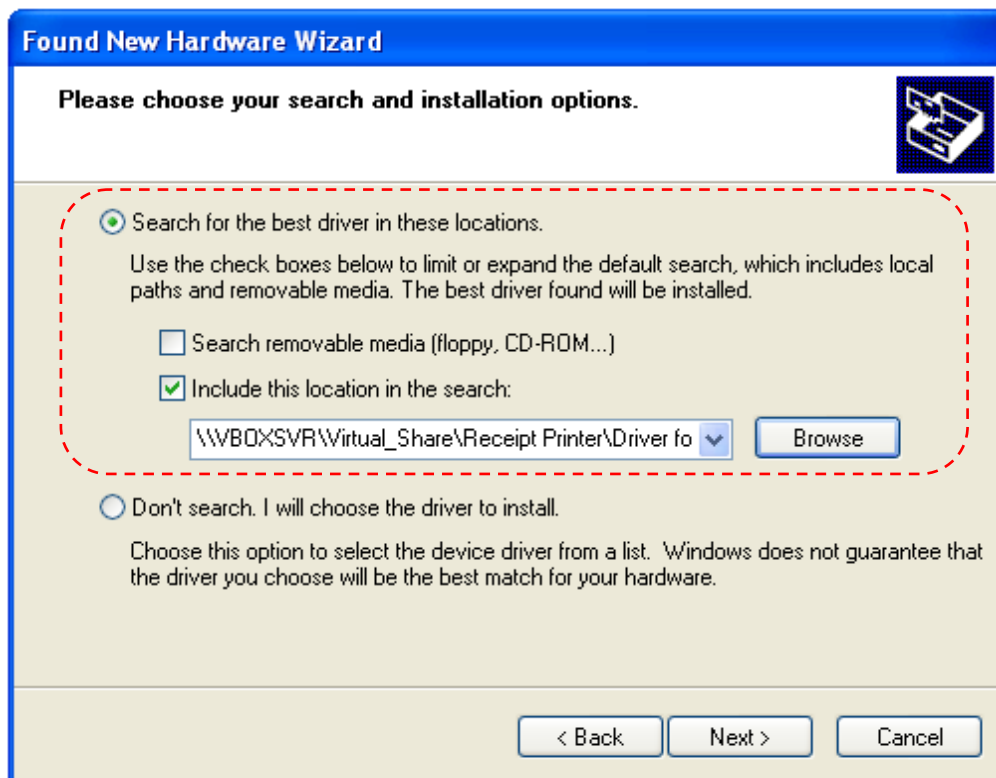 Found New Hardware Wizard
Please choose your search and installation options.
Search for the best driver in these locations.
Use the check boxes below to limit or expand the default search, which includes local
paths and removable media. The best driver found will be installed.
Search removable media (floppy, CD-ROM...)
Include this location in the search:
\\VBOXSVR\Virtual_Share\Receipt Printer\Driver fo
Browse
Don't search. I will choose the driver to install.
Choose this option to select the device driver from a list.  Windows does not guarantee that
the driver you choose will be the best match for your hardware.
< Back
Next >
Cancel